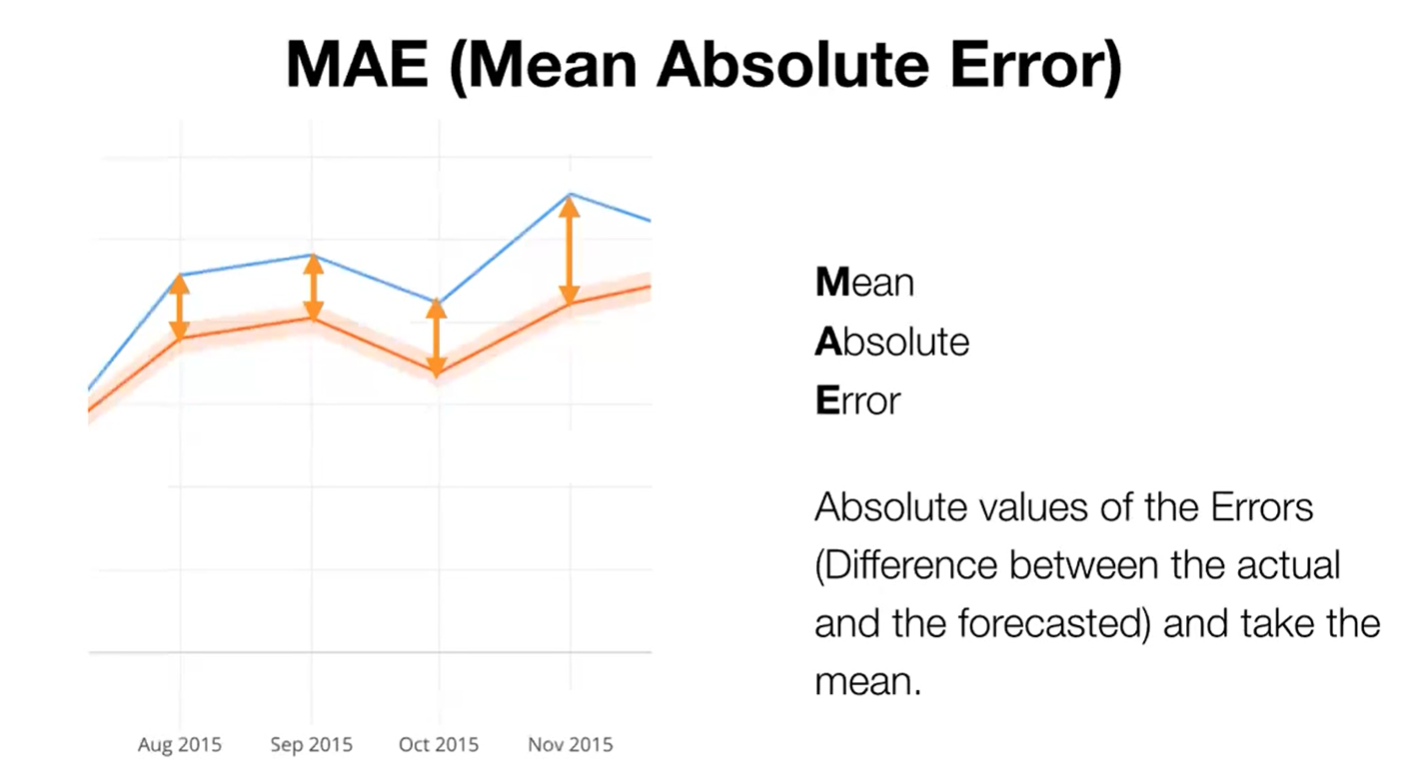 MAE (Mean Absolute Error)
Mean
Absolute
Error
Absolute values of the Errors
(Difference between the actual
and the forecasted) and take the
mean.
Aug 2015 Sep 2015 Oct 2015 Nov 2015